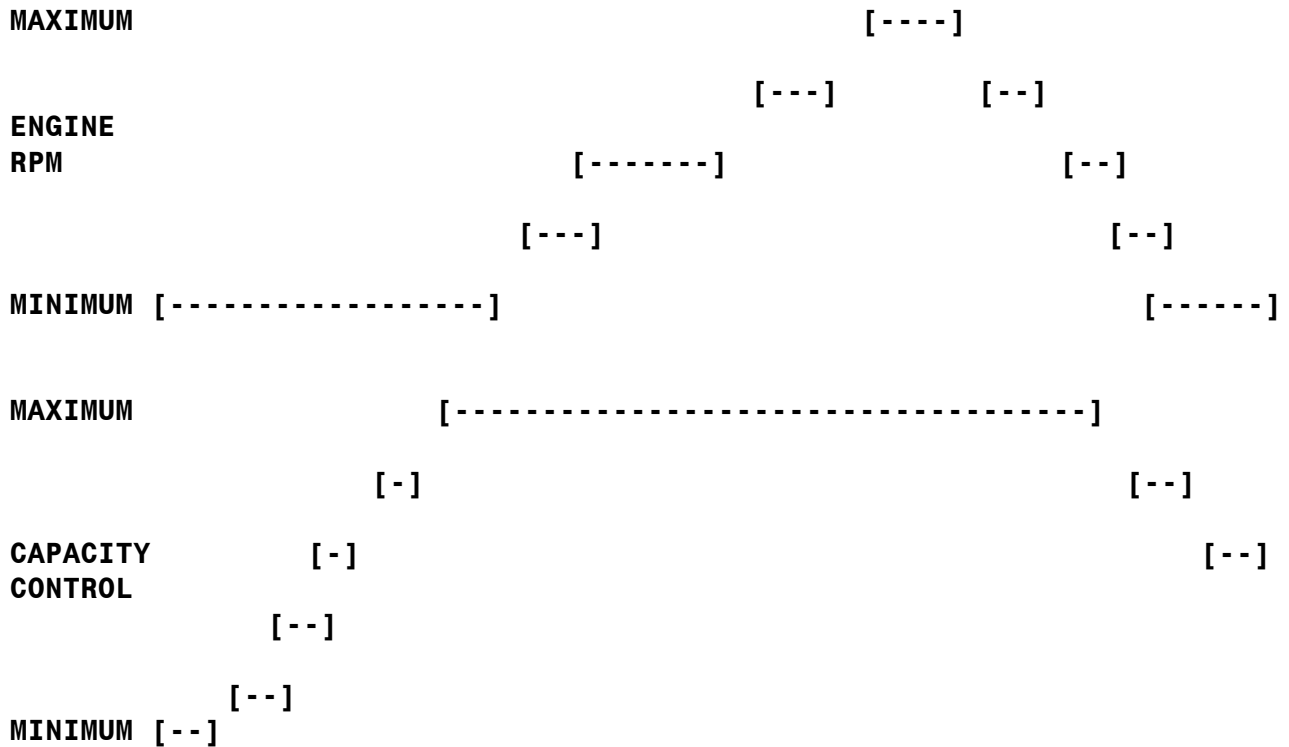 MAXIMUM [----]
[---] [--]
ENGINE
RPM [-------] [--]
[---] [--]
MINIMUM [------------------] [------]
MAXIMUM [------------------------------------]
[-] [--]
CAPACITY [-] [--]
CONTROL
[--]
[--]
MINIMUM [--]